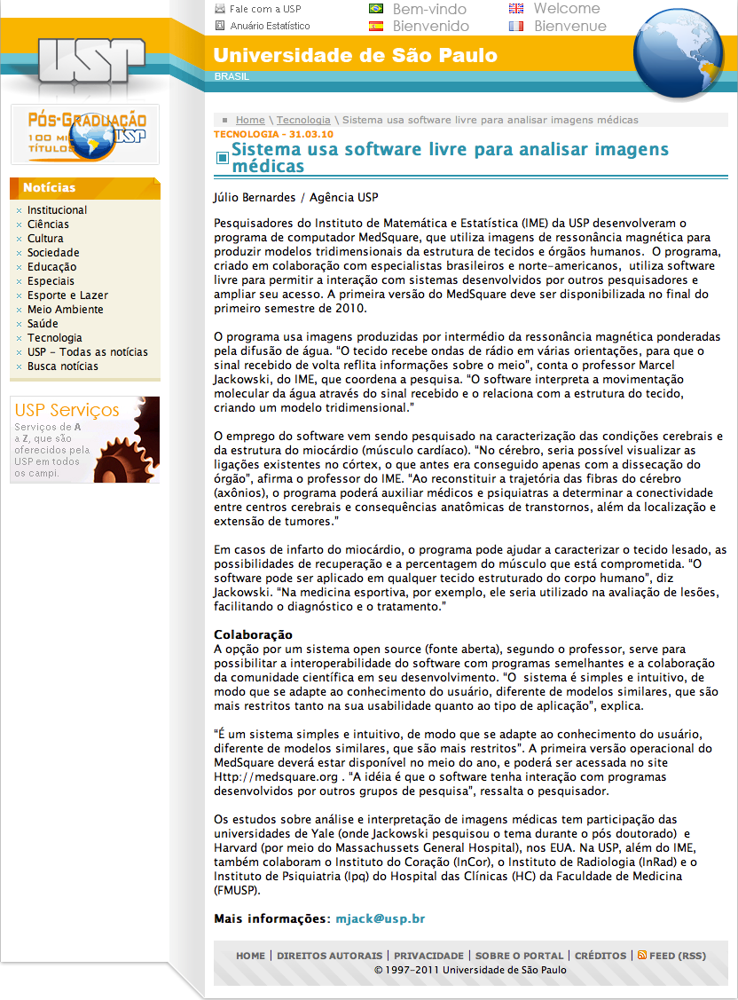 Fale com a USP
Anuário Estatístico
Bem-vindo
Bienvenido
Welcome
Bienvenue
USP
Universidade de São Paulo
BRASIL
PÓS-GRADUAÇÃO
100 MIL
TÍTULOS
USP
Notícias
Institucional
Ciências
Cultura
Sociedade
Educação
Especiais
Esporte e Lazer
Meio Ambiente
Saúde
Tecnologia
USP - Todas as notícias
Busca notícias
USP Serviços
Serviços de A
a Z, que são
oferecidos pela
USP em todos
os campi.
Home \ Tecnologia \ Sistema usa software livre para analisar imagens médicas
TECNOLOGIA - 31.03.10
Sistema usa software livre para analisar imagens
médicas
Júlio Bernardes / Agência USP
Pesquisadores do Instituto de Matemática e Estatística (IME) da USP desenvolveram o
programa de computador MedSquare, que utiliza imagens de ressonância magnética para
produzir modelos tridimensionais da estrutura de tecidos e órgãos humanos.  O programa,
criado em colaboração com especialistas brasileiros e norte-americanos,  utiliza software
livre para permitir a interação com sistemas desenvolvidos por outros pesquisadores e
ampliar seu acesso. A primeira versão do MedSquare deve ser disponibilizada no final do
primeiro semestre de 2010.
O programa usa imagens produzidas por intermédio da ressonância magnética ponderadas
pela difusão de água. “O tecido recebe ondas de rádio em várias orientações, para que o
sinal recebido de volta reflita informações sobre o meio”, conta o professor Marcel
Jackowski, do IME, que coordena a pesquisa. “O software interpreta a movimentação
molecular da água através do sinal recebido e o relaciona com a estrutura do tecido,
criando um modelo tridimensional.”
O emprego do software vem sendo pesquisado na caracterização das condições cerebrais e
da estrutura do miocárdio (músculo cardíaco). “No cérebro, seria possível visualizar as
ligações existentes no córtex, o que antes era conseguido apenas com a dissecação do
órgão”, afirma o professor do IME. “Ao reconstituir a trajetória das fibras do cérebro
(axônios), o programa poderá auxiliar médicos e psiquiatras a determinar a conectividade
entre centros cerebrais e consequências anatômicas de transtornos, além da localização e
extensão de tumores.”
Em casos de infarto do miocárdio, o programa pode ajudar a caracterizar o tecido lesado, as
possibilidades de recuperação e a percentagem do músculo que está comprometida. “O
software pode ser aplicado em qualquer tecido estruturado do corpo humano”, diz
Jackowski. “Na medicina esportiva, por exemplo, ele seria utilizado na avaliação de lesões,
facilitando o diagnóstico e o tratamento.”
Colaboração
A opção por um sistema open source (fonte aberta), segundo o professor, serve para
possibilitar a interoperabilidade do software com programas semelhantes e a colaboração
da comunidade científica em seu desenvolvimento. “O  sistema é simples e intuitivo, de
modo que se adapte ao conhecimento do usuário, diferente de modelos similares, que são
mais restritos tanto na sua usabilidade quanto ao tipo de aplicação”, explica.
“É um sistema simples e intuitivo, de modo que se adapte ao conhecimento do usuário,
diferente de modelos similares, que são mais restritos”. A primeira versão operacional do
MedSquare deverá estar disponível no meio do ano, e poderá ser acessada no site
Http://medsquare.org . “A idéia é que o software tenha interação com programas
desenvolvidos por outros grupos de pesquisa”, ressalta o pesquisador.
Os estudos sobre análise e interpretação de imagens médicas tem participação das
universidades de Yale (onde Jackowski pesquisou o tema durante o pós doutorado)  e
Harvard (por meio do Massachussets General Hospital), nos EUA. Na USP, além do IME,
também colaboram o Instituto do Coração (InCor), o Instituto de Radiologia (InRad) e o
Instituto de Psiquiatria (Ipq) do Hospital das Clínicas (HC) da Faculdade de Medicina
(FMUSP).
Mais informações: mjack@usp.br
HOME | DIREITOS AUTORAIS | PRIVACIDADE | SOBRE O PORTAL | CRÉDITOS | FEED (RSS)
© 1997-2011 Universidade de São Paulo